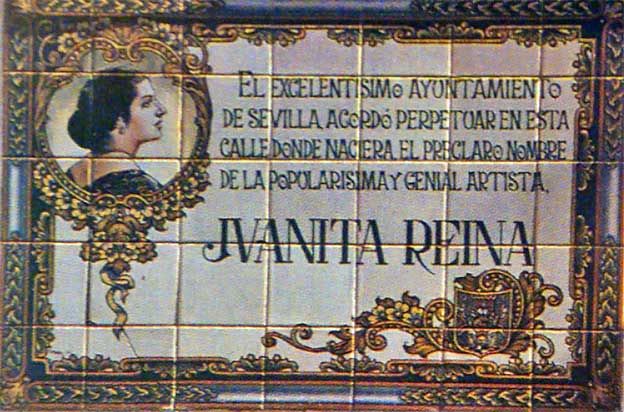 EL EXCELENTISIMO AYUNTAMIENTO
DE SEVILLA, ACORDÓ PERPETUAR EN ESTA
CALLE, DONDE NACIERA, EL PRECLARO NOMBRE
DE LA POPULARISIMA Y GENIAL ARTISTA,
JVANITA REINA